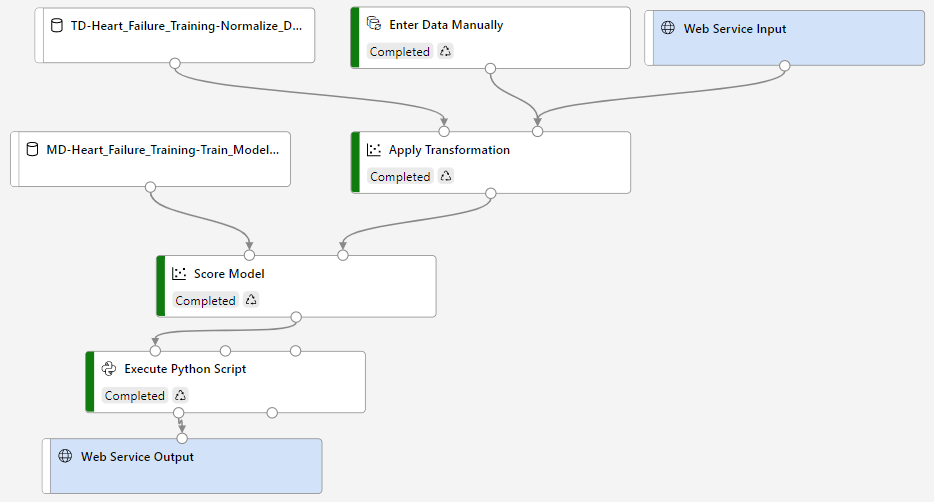 TD-Heart_Failure_Training-Normalize_D...
Enter Data Manually
Completed
Web Service Input
MD-Heart_Failure_Training-Train_Model...
Apply Transformation
Completed
Score Model
Completed
Execute Python Script
Completed
Web Service Output